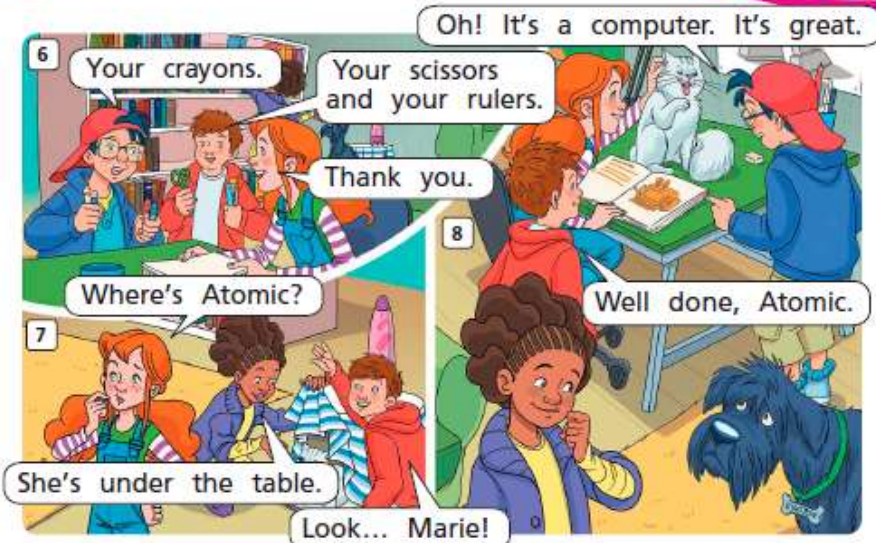 6
Your crayons.
Your scissors
and your rulers.
Thank you.
7
Where's Atomic?
She's under the table.
Look... Marie!
8
Oh! It's a computer. It's great.
Well done, Atomic.